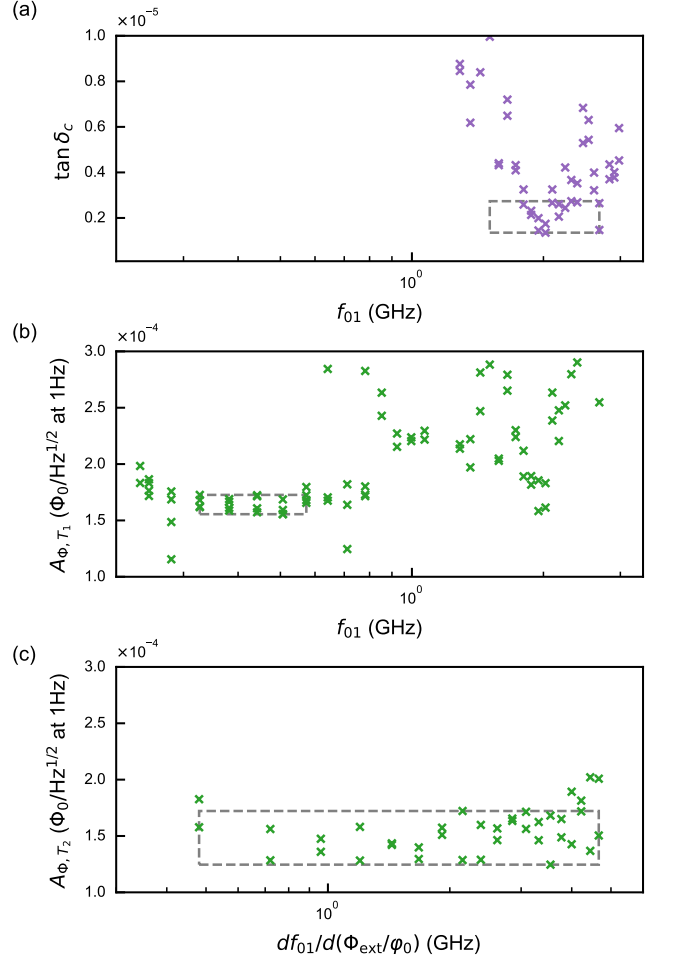 (a)
×10⁻⁵
1.0
0.8
0.6
0.4
0.2
tan δ_c
10⁰
f₀₁ (GHz)
(b)
×10⁻⁴
3.0
2.5
2.0
1.5
1.0
A_{Φ,T₁} (Φ₀/Hz^{1/2} at 1Hz)
10⁰
f₀₁ (GHz)
(c)
×10⁻⁴
3.0
2.5
2.0
1.5
1.0
A_{Φ,T₂} (Φ₀/Hz^{1/2} at 1Hz)
10⁰
df₀₁/d(Φ_ext/φ₀) (GHz)